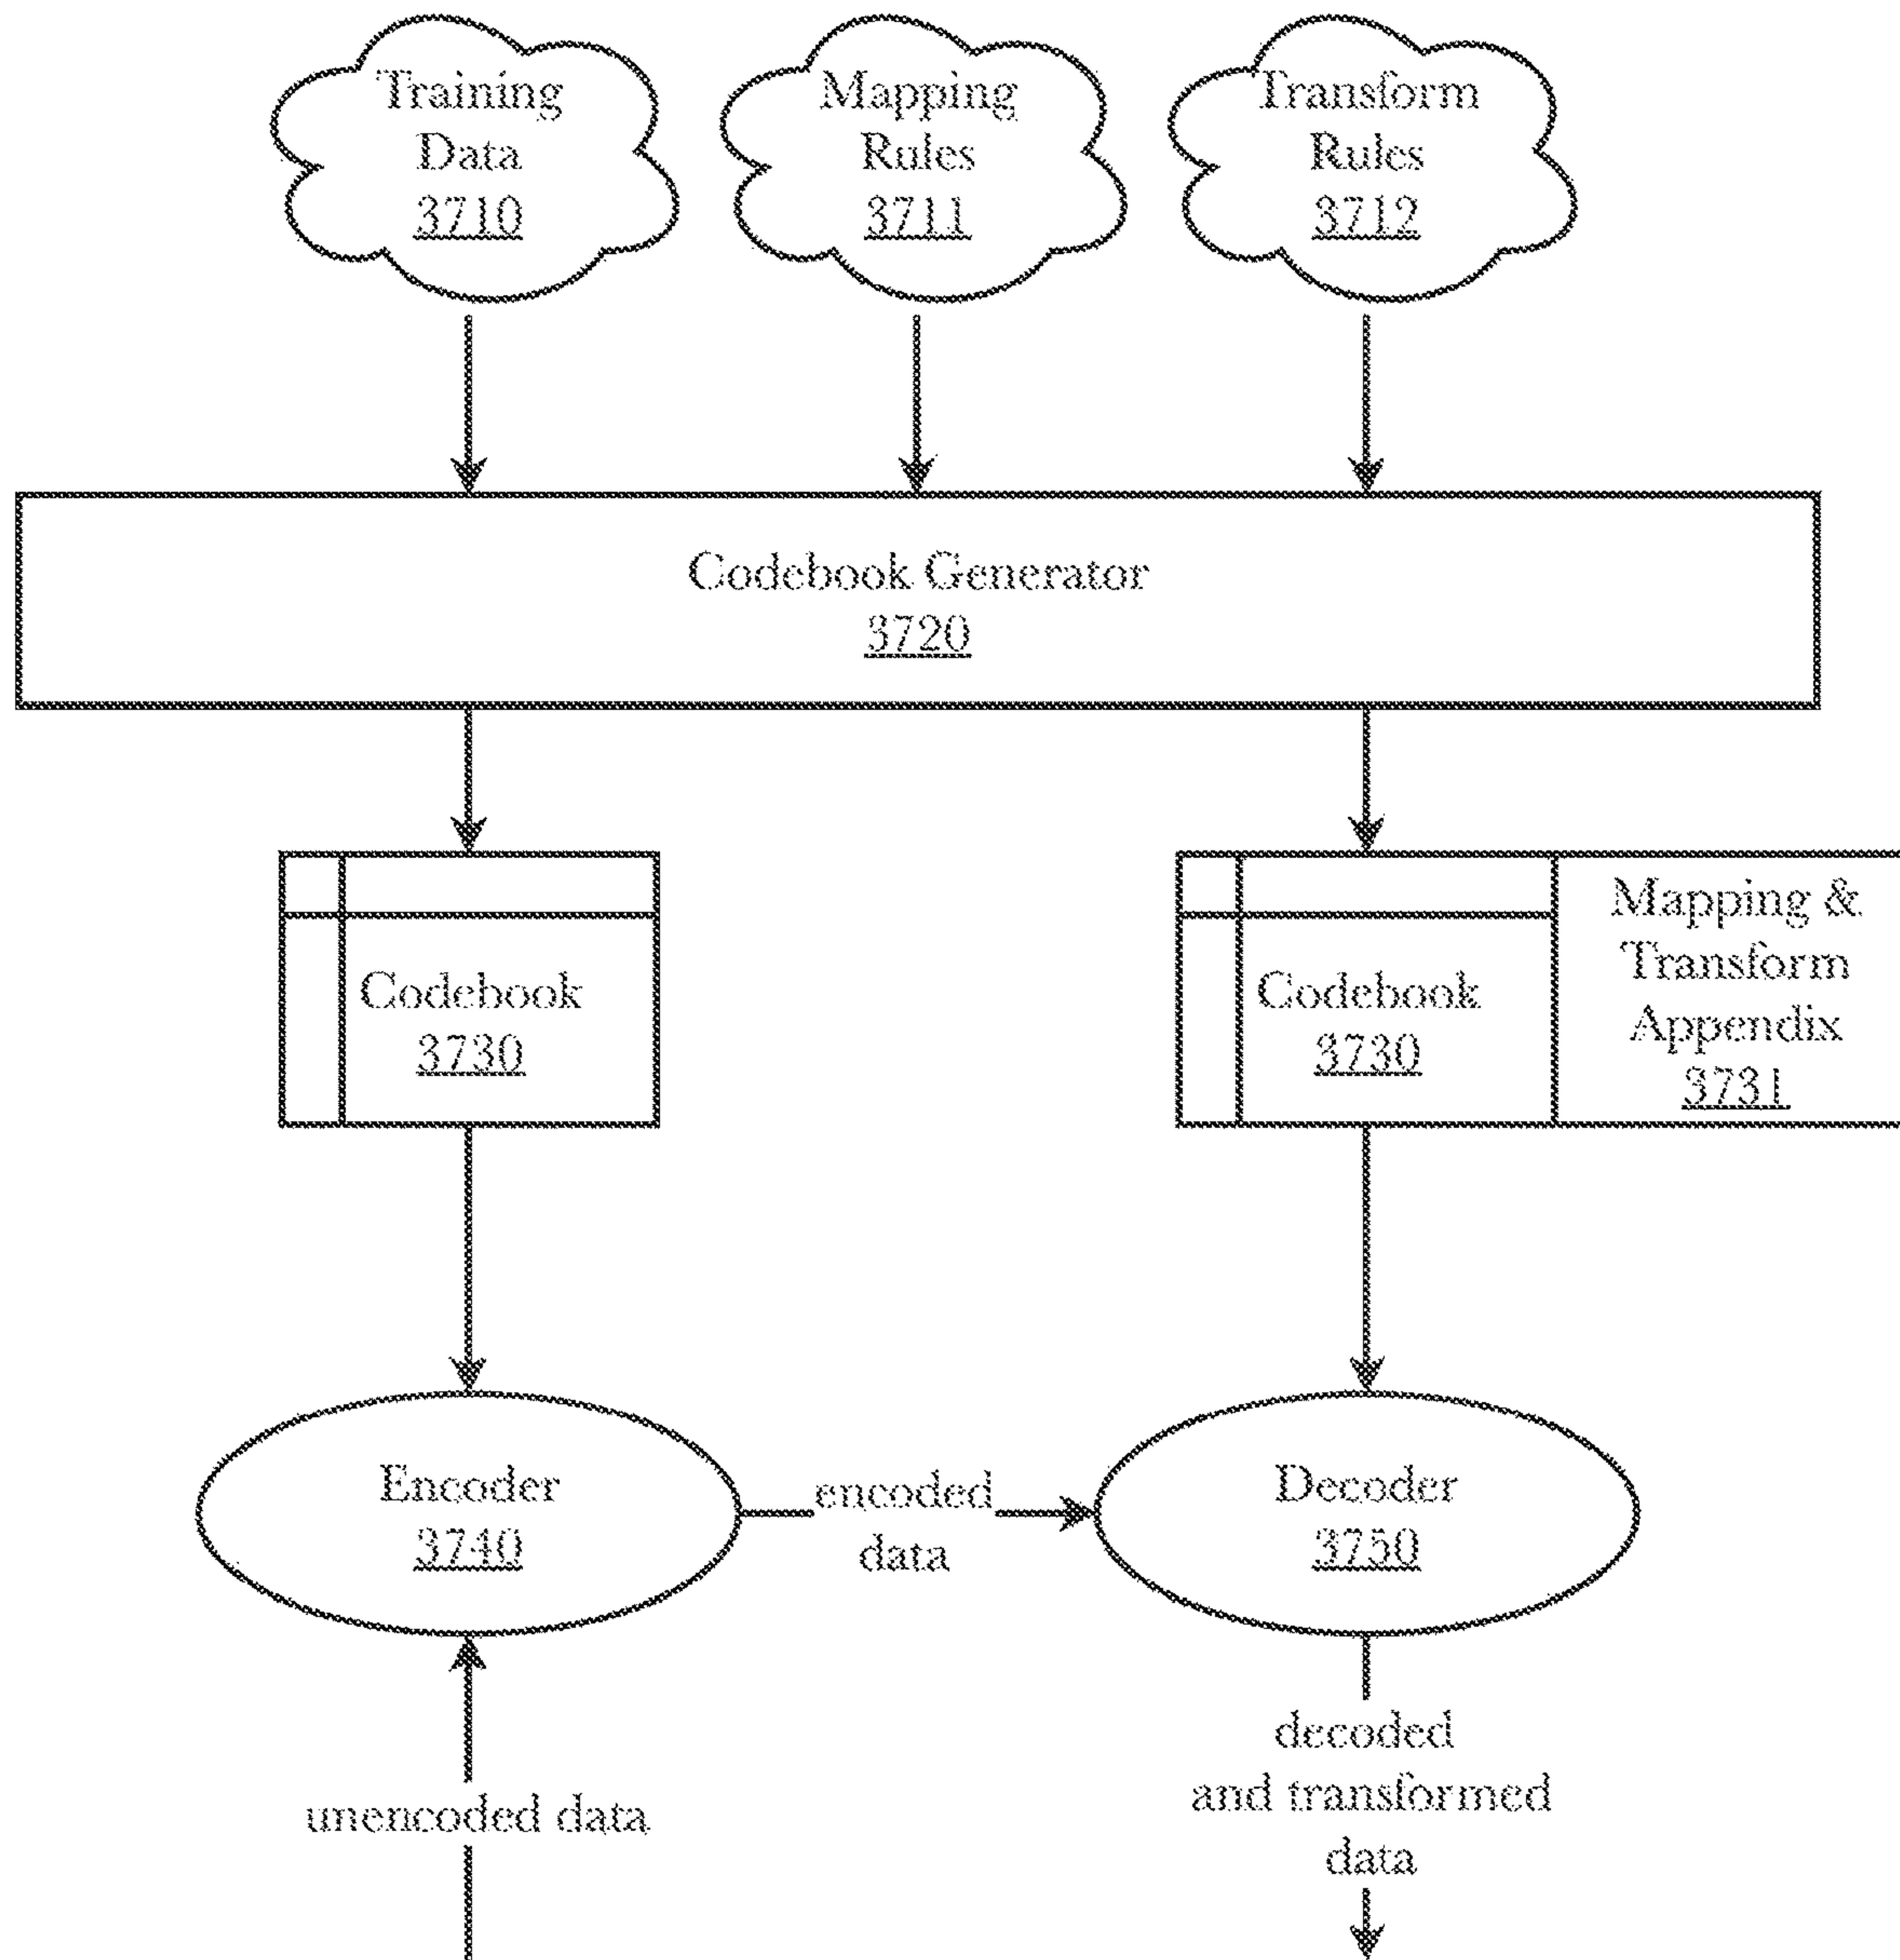 Training
Data
3710
Mapping
Rules
3711
Transform
Rules
3712
Codebook Generator
3720
Codebook
3730
Codebook
3730
Mapping &
Transform
Appendix
3731
Encoder
3740
encoded
data
Decoder
3750
unencoded data
decoded
and transformed
data